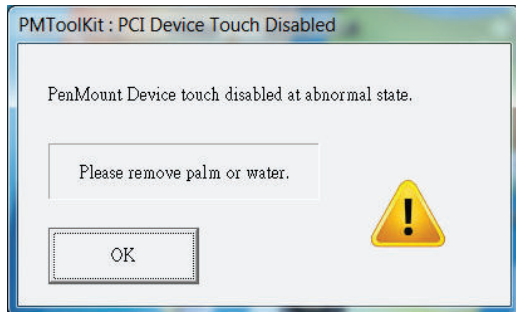 PMToolKit : PCI Device Touch Disabled
PenMount Device touch disabled at abnormal state.
Please remove palm or water.
OK